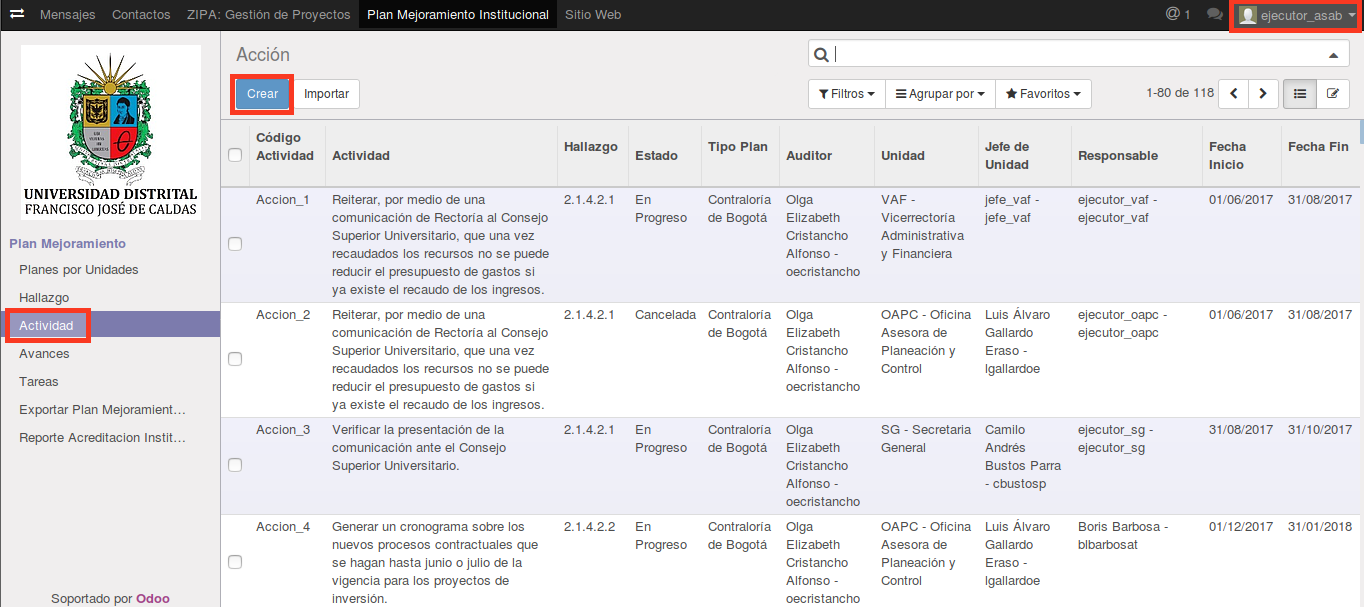 Mensajes Contactos ZIPA: Gestión de Proyectos Plan Mejoramiento Institucional Sitio Web @ 1 ejecutor_asab
UNIVERSIDAD DISTRITAL
FRANCISCO JOSÉ DE CALDAS
Plan Mejoramiento
Planes por Unidades
Hallazgo
Actividad
Avances
Tareas
Exportar Plan Mejoramient...
Reporte Acreditacion Instit...
Soportado por Odoo
Acción
Crear Importar
Filtros Agrupar por Favoritos 1-80 de 118
Código Actividad Actividad Hallazgo Estado Tipo Plan Auditor Unidad Jefe de Unidad Responsable Fecha Inicio Fecha Fin
Accion_1 Reiterar, por medio de una 2.1.4.2.1 En Contraloría Olga VAF - jefe_vaf - ejecutor_vaf - 01/06/2017 31/08/2017
comunicación de Rectoría al Consejo Progreso de Bogotá Elizabeth Vicerrectoría jefe_vaf ejecutor_vaf
Superior Universitario, que una vez Cristancho Administrativa
recaudados los recursos no se puede Alfonso - y Financiera
reducir el presupuesto de gastos si oecristancho
ya existe el recaudo de los ingresos.
Accion_2 Reiterar, por medio de una 2.1.4.2.1 Cancelada Contraloría Olga OAPC - Oficina Luis Álvaro ejecutor_oapc - 01/06/2017 31/08/2017
comunicación de Rectoría al Consejo de Bogotá Elizabeth Asesora de Gallardo ejecutor_oapc
Superior Universitario, que una vez Cristancho Planeación y Eraso -
recaudados los recursos no se puede Alfonso - Control lgallardoe
reducir el presupuesto de gastos si oecristancho
ya existe el recaudo de los ingresos.
Accion_3 Verificar la presentación de la 2.1.4.2.1 En Contraloría Olga SG - Secretaria Camilo ejecutor_sg - 31/08/2017 31/10/2017
comunicación ante el Consejo Progreso de Bogotá Elizabeth General Andrés ejecutor_sg
Superior Universitario. Cristancho Bustos Parra
Alfonso - - cbustosp
oecristancho
Accion_4 Generar un cronograma sobre los 2.1.4.2.2 En Contraloría Olga OAPC - Oficina Luis Álvaro Boris Barbosa - 01/12/2017 31/01/2018
nuevos procesos contractuales que Progreso de Bogotá Elizabeth Asesora de Gallardo blbarbosat
se hagan hasta junio o julio de la Cristancho Planeación y Eraso -
vigencia para los proyectos de Alfonso - Control lgallardoe
inversión. oecristancho